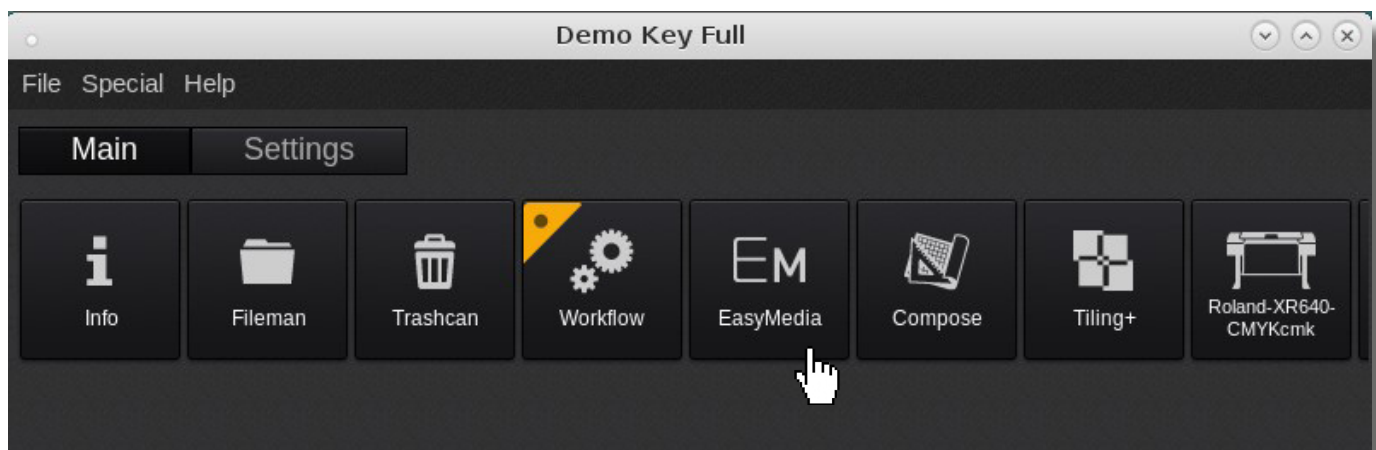 Demo Key Full
File Special Help
Main Settings
EM
Info Fileman Trashcan Workflow EasyMedia Compose Tiling+ Roland-XR640-
CMYKcmk